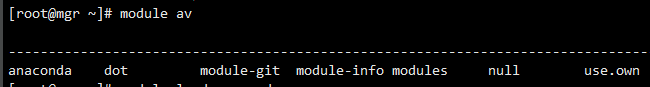 [root@mgr ~]# module av
--------------------------------------------------------------------------------
anaconda dot module-git module-info modules null use.own